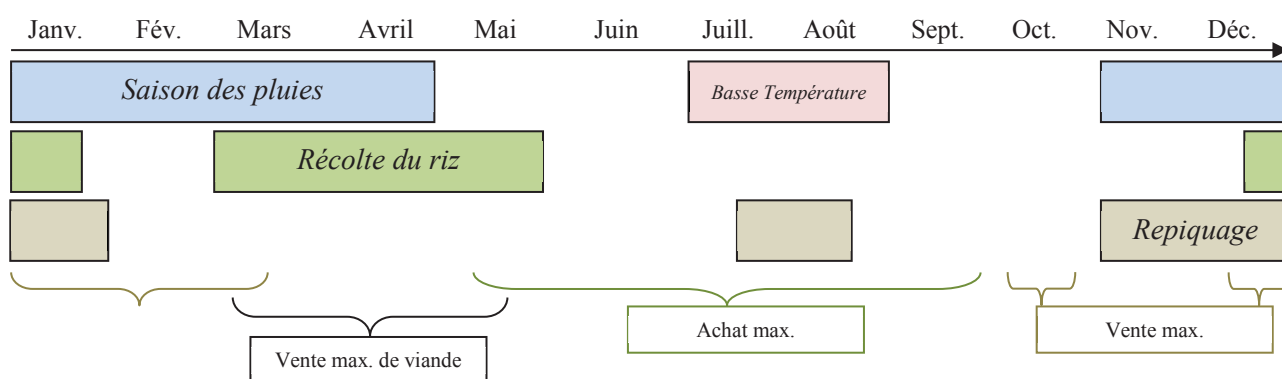 Janv. Fév. Mars Avril Mai Juin Juill. Août Sept. Oct. Nov. Déc.
Saison des pluies Basse Température
Récolte du riz
Repiquage
Achat max. Vente max.
Vente max. de viande